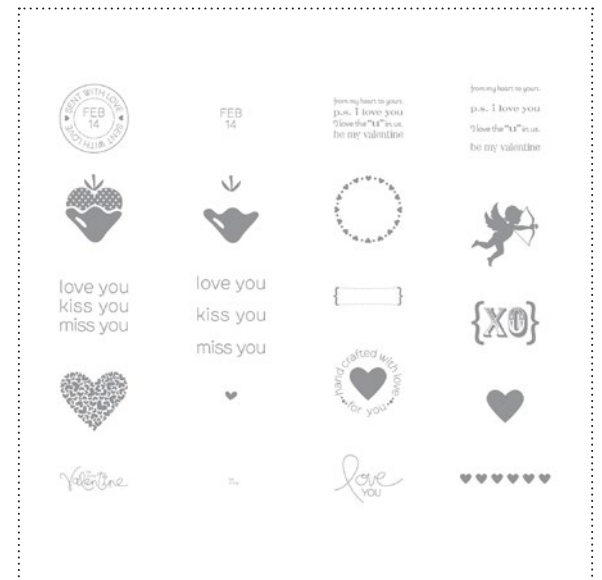 SENT WITH LOVE
SENT WITH LOVE
FEB
14
FEB
14
from my heart to yours.
p.s. i love you
i love the "U" in us.
be my valentine
from my heart to yours.
p.s. i love you
i love the "U" in us.
be my valentine
love you
kiss you
miss you
love you
kiss you
miss you
{XO}
hand crafted with love
for you
Valentine
love
YOU